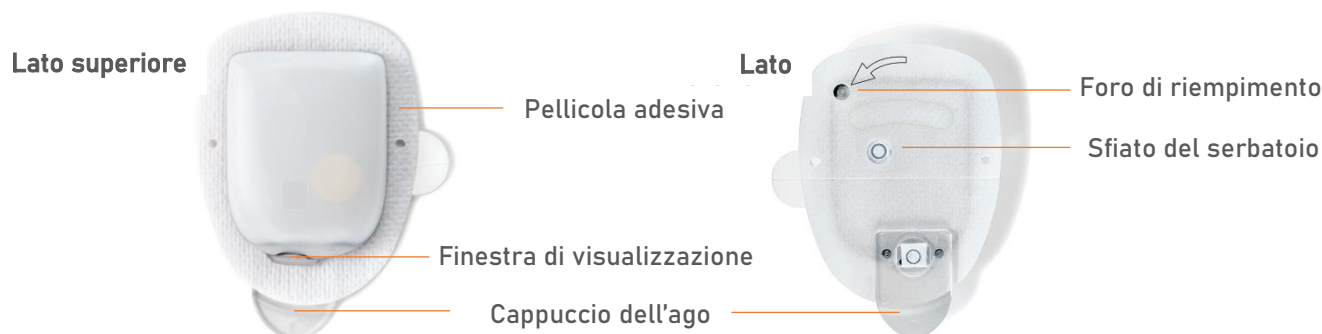 Lato superiore
Pellicola adesiva
Finestra di visualizzazione
Cappuccio dell'ago
Lato
Foro di riempimento
Sfiato del serbatoio